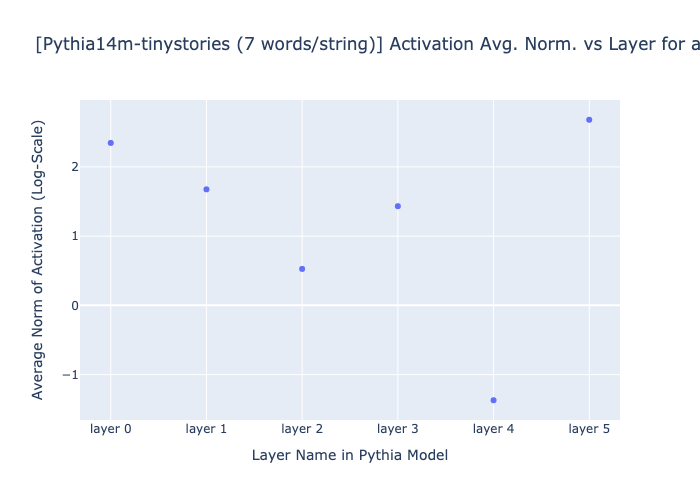 [Pythia14m-tinystories (7 words/string)] Activation Avg. Norm. vs Layer for a
Average Norm of Activation (Log-Scale)
2
1
0
−1
layer 0
layer 1
layer 2
layer 3
layer 4
layer 5
Layer Name in Pythia Model